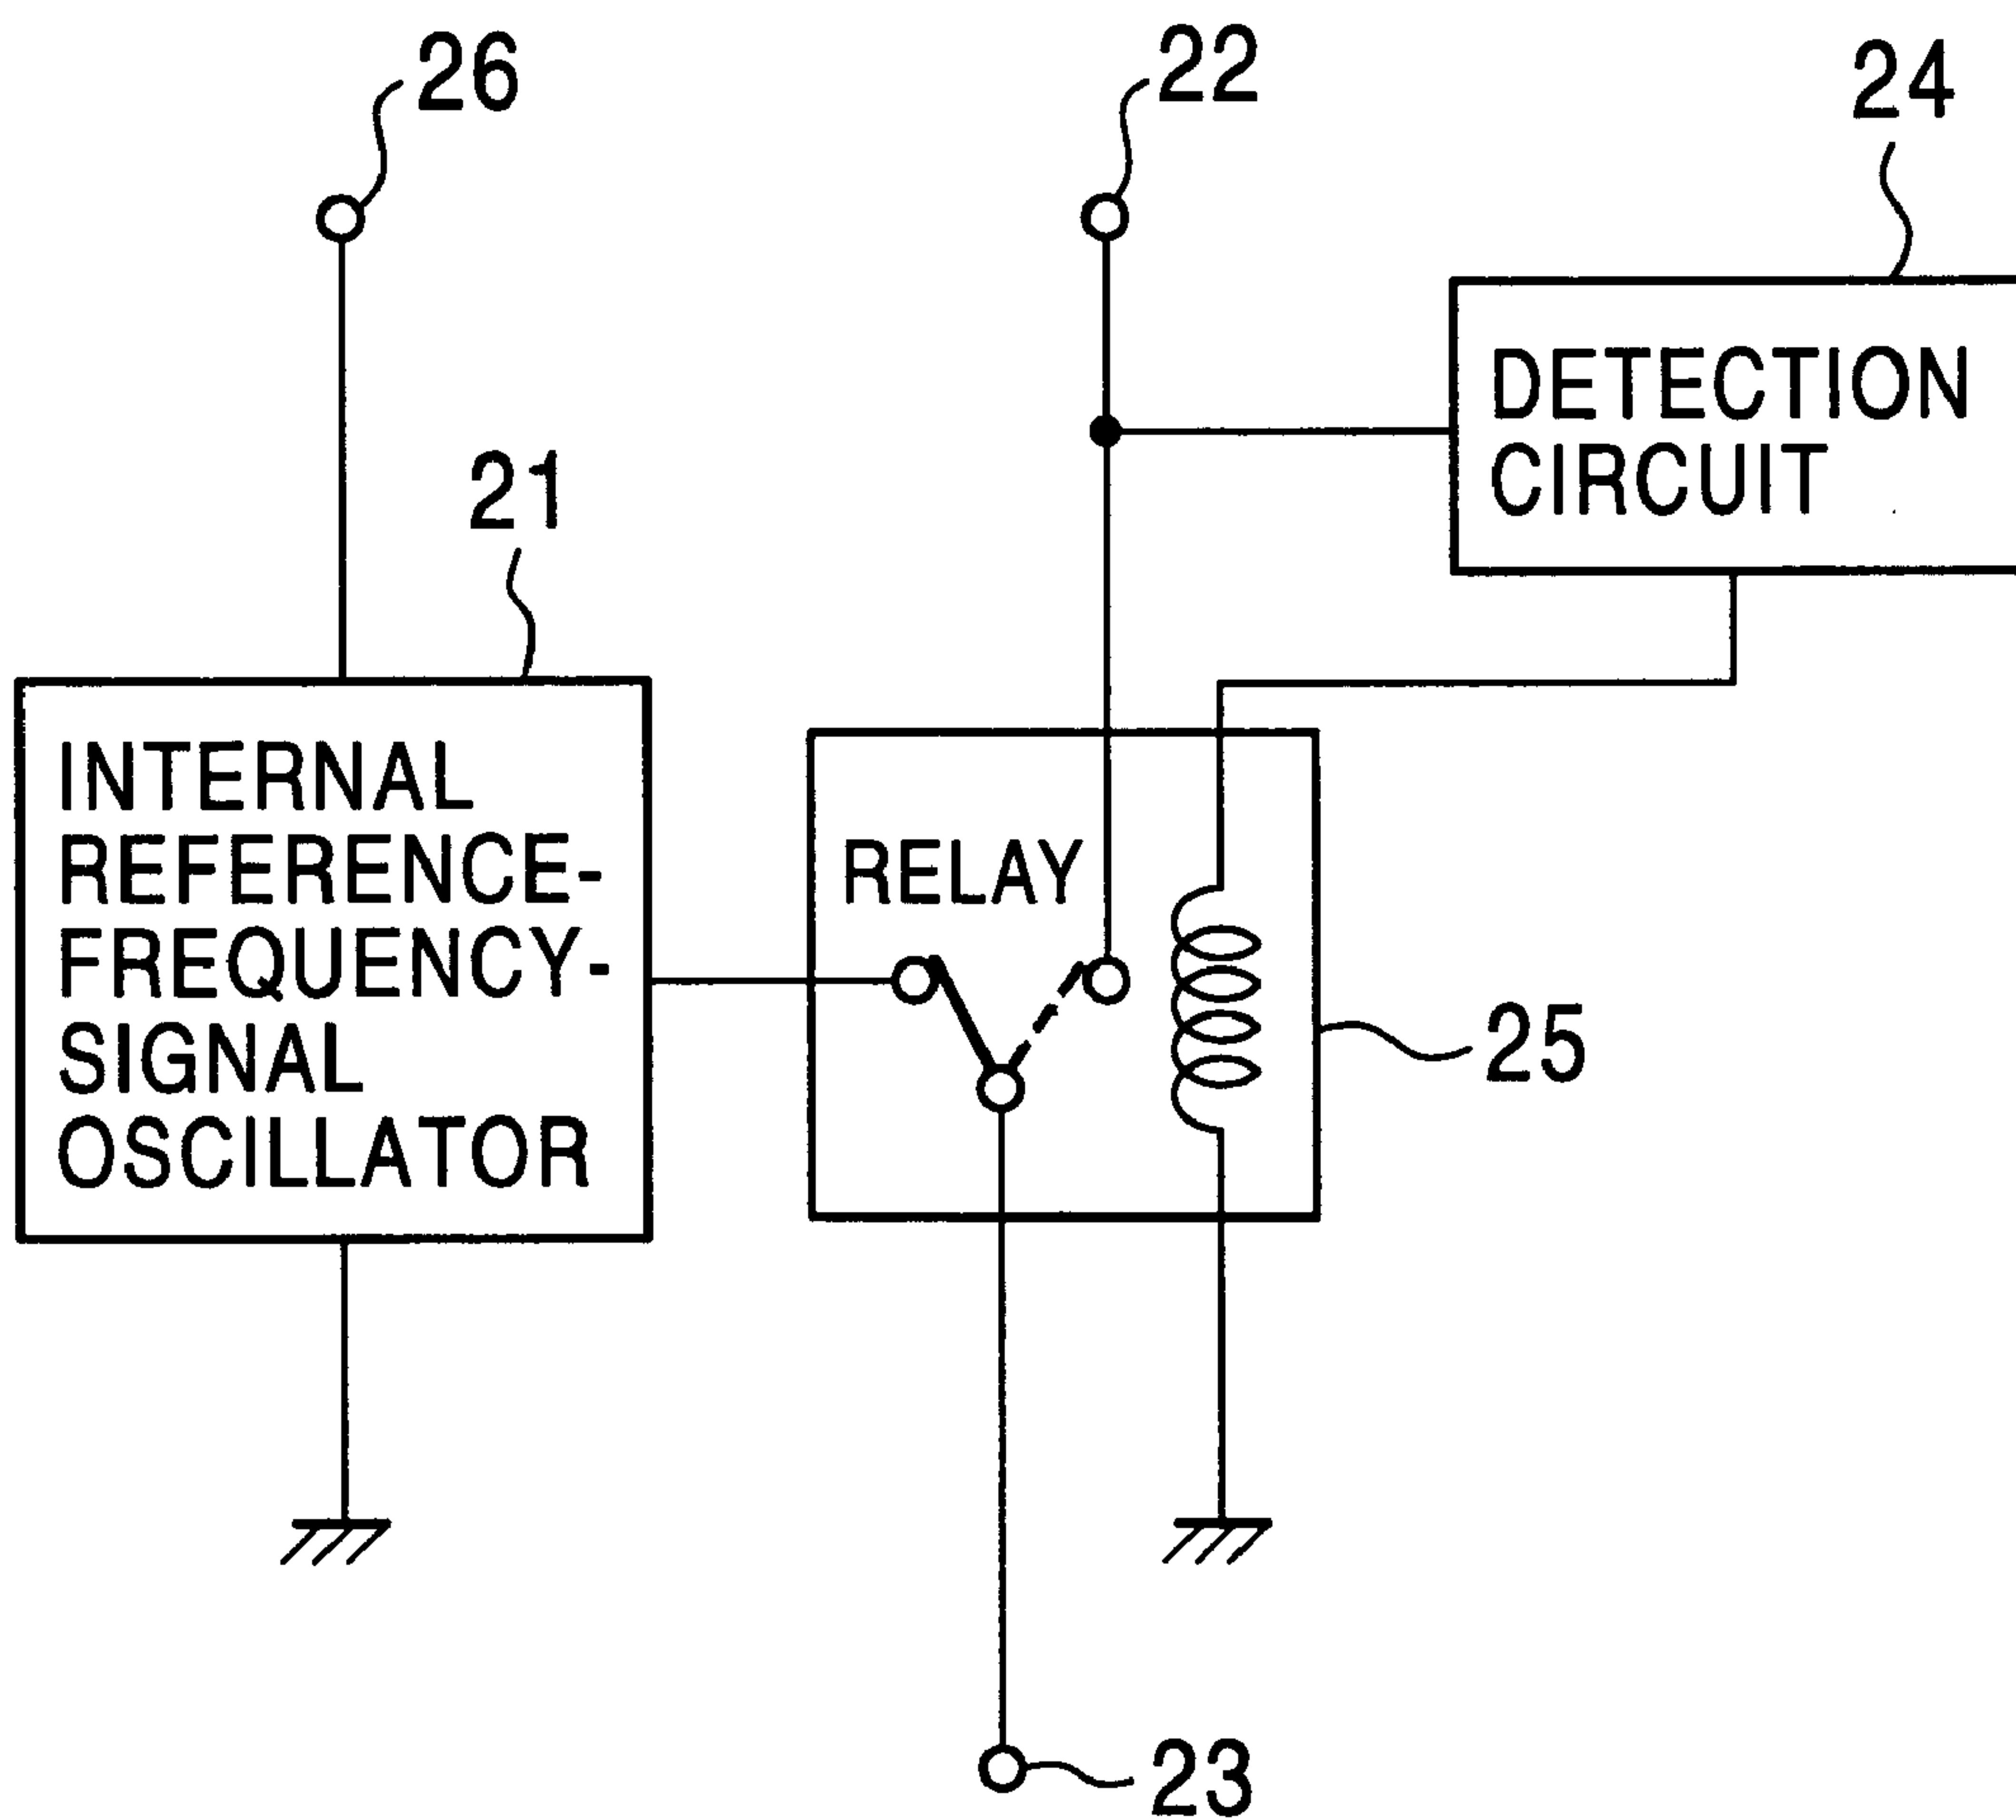 26
22
24
DETECTION
CIRCUIT
21
INTERNAL
REFERENCE-
FREQUENCY-
SIGNAL
OSCILLATOR
RELAY
25
23